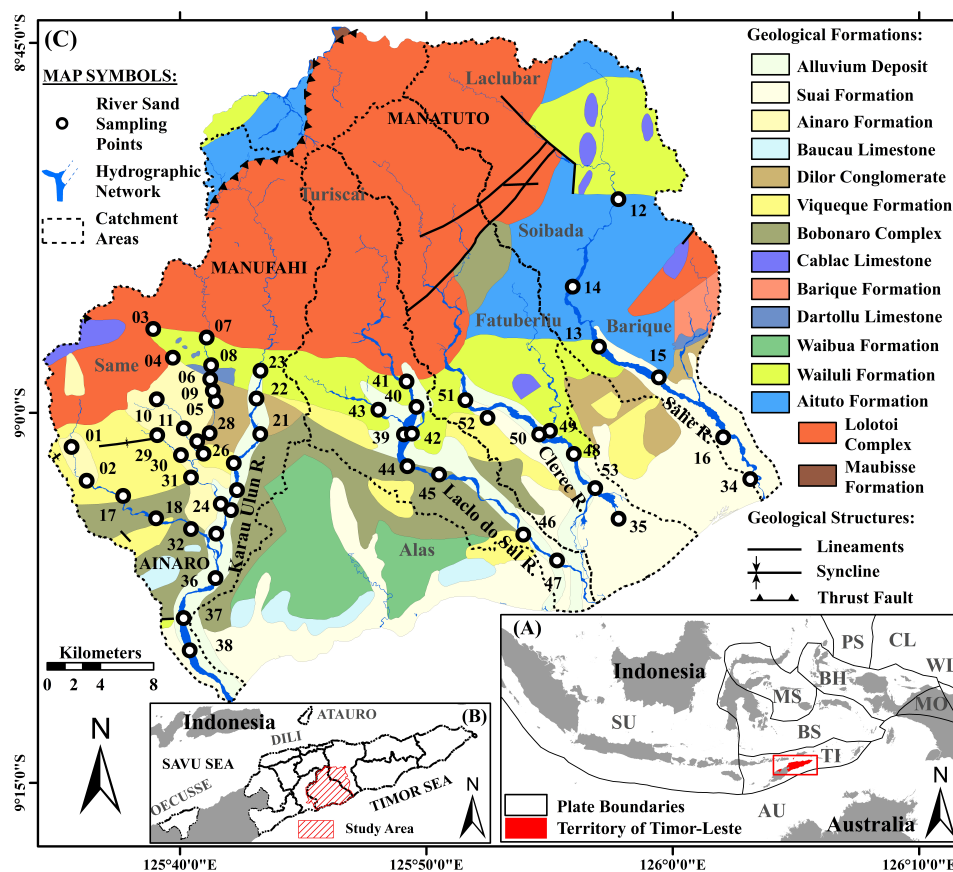 (C)
8°45'0"S
9°0'0"S
9°15'0"S
MAP SYMBOLS:
River Sand
Sampling
Points
Hydrographic
Network
Catchment
Areas
Laclubar
MANATUTO
Turiscai
MANUFAHI
Soibada
Fatuberliu
Barique
Same
Alas
AINARO
Karau Ulun R.
Laclo do Sul R.
Clerec R.
Sahe R.
12
14
13
15
16
34
03
07
04
08
06
09
05
10
11
28
01
29
26
02
30
31
17
18
24
32
36
37
38
23
22
21
41
40
43
39
42
44
45
46
47
51
52
50
49
48
53
35
Kilometers
0 2 4 8
N
Geological Formations:
Alluvium Deposit
Suai Formation
Ainaro Formation
Baucau Limestone
Dilor Conglomerate
Viqueque Formation
Bobonaro Complex
Cablac Limestone
Barique Formation
Dartollu Limestone
Waibua Formation
Wailuli Formation
Aituto Formation
Lolotoi
Complex
Maubisse
Formation
Geological Structures:
Lineaments
Syncline
Thrust Fault
(B)
Indonesia
ATAURO
DILI
SAVU SEA
OECUSSE
TIMOR SEA
Study Area
N
(A)
Indonesia
PS
CL
WL
BH
MS
MO
SU
BS
TI
AU
Australia
Plate Boundaries
Territory of Timor-Leste
N
125°40'0"E
125°50'0"E
126°0'0"E
126°10'0"E